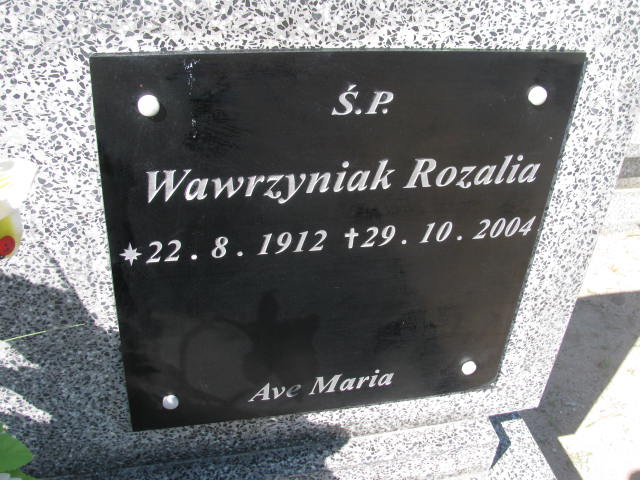 Ś.P.
Wawrzyniak Rozalia
✷22.8.1912 ✝29.10.2004
Ave Maria